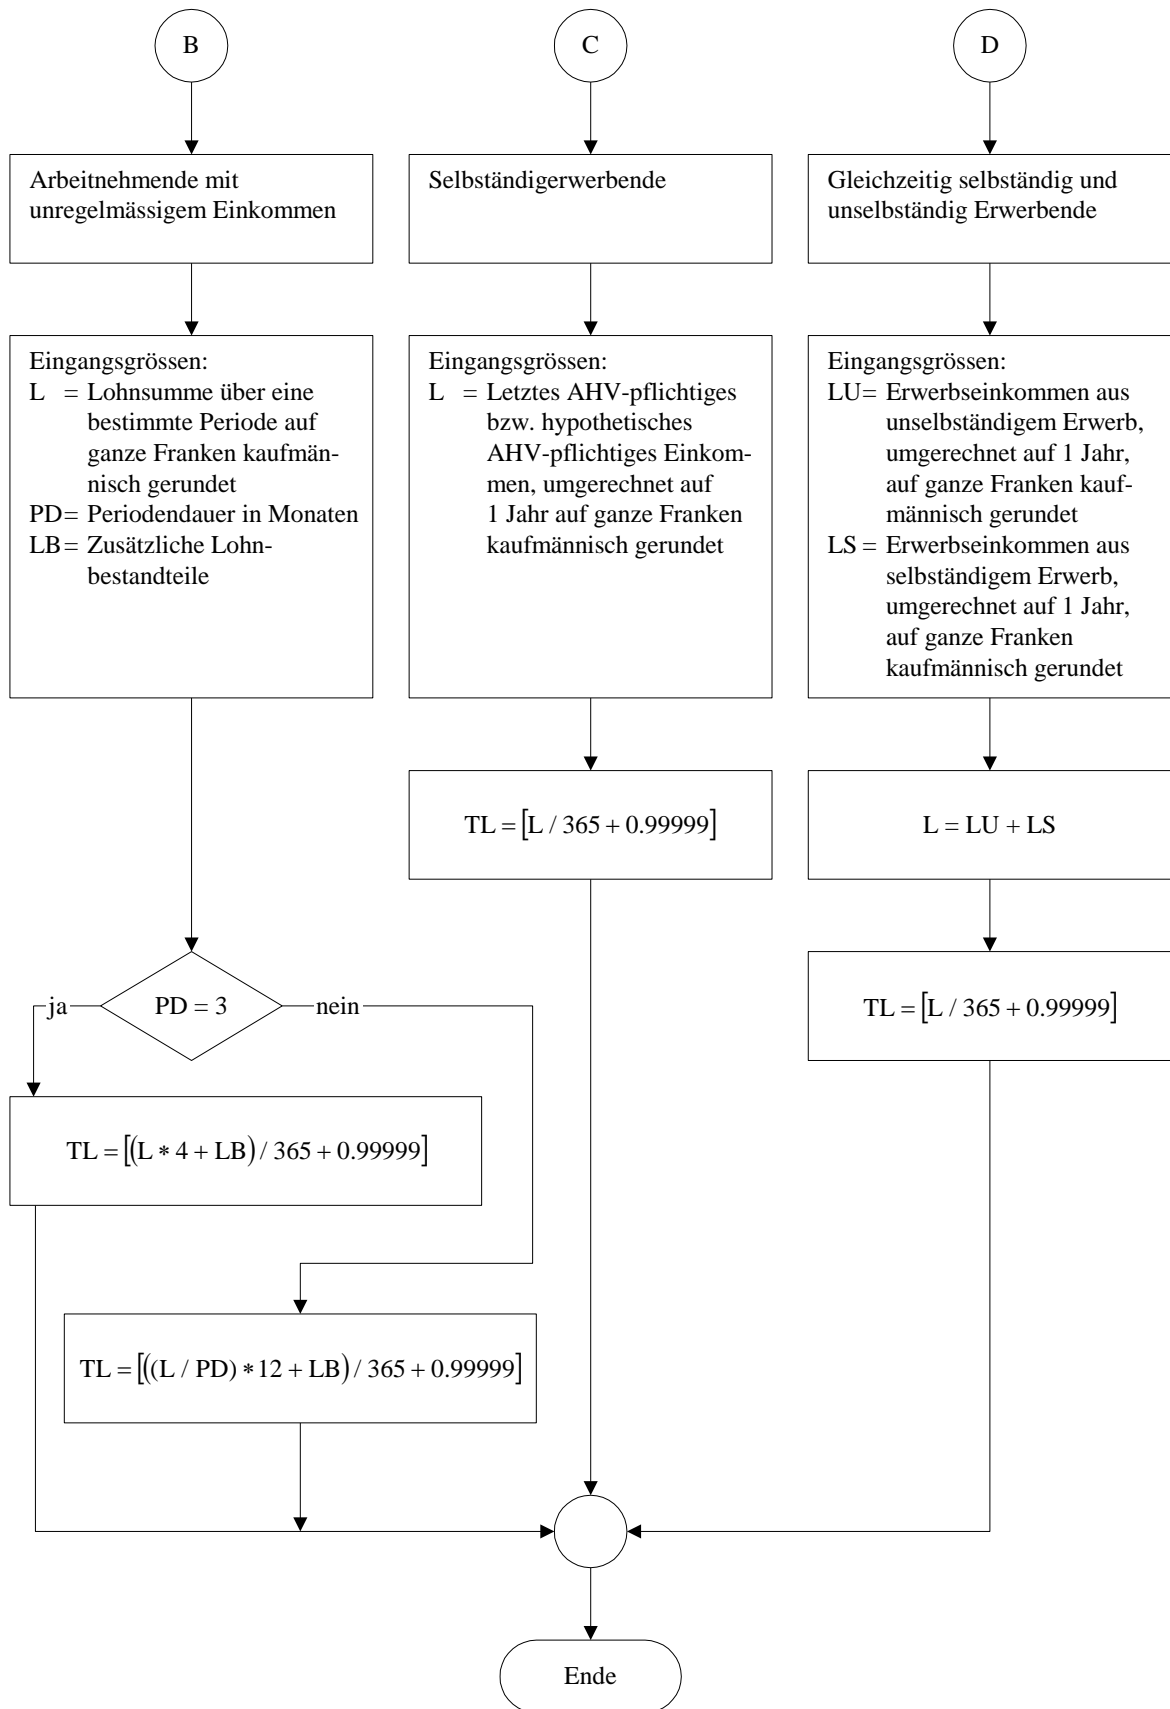 B
C
D
Arbeitnehmende mit
unregelmässigem Einkommen
Selbständigerwerbende
Gleichzeitig selbständig und
unselbständig Erwerbende
Eingangsgrössen:
L = Lohnsumme über eine
bestimmte Periode auf
ganze Franken kaufmän-
nisch gerundet
PD= Periodendauer in Monaten
LB= Zusätzliche Lohn-
bestandteile
Eingangsgrössen:
L = Letztes AHV-pflichtiges
bzw. hypothetisches
AHV-pflichtiges Einkom-
men, umgerechnet auf
1 Jahr auf ganze Franken
kaufmännisch gerundet
Eingangsgrössen:
LU= Erwerbseinkommen aus
unselbständigem Erwerb,
umgerechnet auf 1 Jahr,
auf ganze Franken kauf-
männisch gerundet
LS = Erwerbseinkommen aus
selbständigem Erwerb,
umgerechnet auf 1 Jahr,
auf ganze Franken
kaufmännisch gerundet
TL = [L / 365 + 0.99999]
L = LU + LS
PD = 3
ja
nein
TL = [L / 365 + 0.99999]
TL = [(L * 4 + LB) / 365 + 0.99999]
TL = [((L / PD) * 12 + LB) / 365 + 0.99999]
Ende